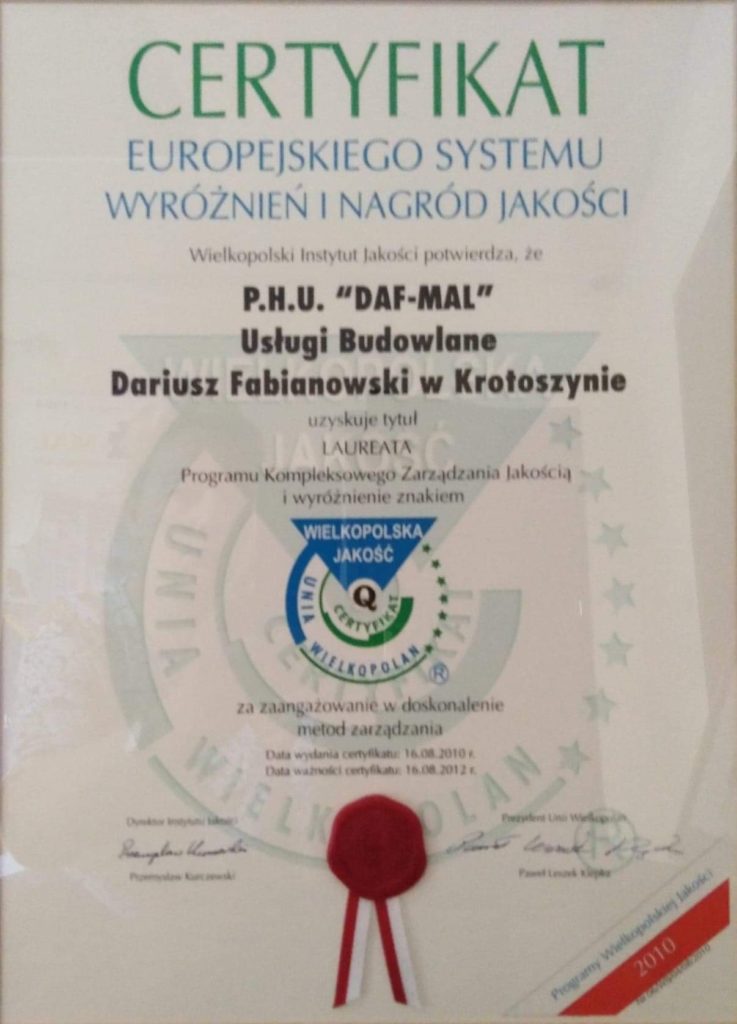 CERTYFIKAT
EUROPEJSKIEGO SYSTEMU
WYRÓŻNIEŃ I NAGRÓD JAKOŚCI
Wielkopolski Instytut Jakości potwierdza, że
P.H.U. "DAF-MAL"
Usługi Budowlane
Dariusz Fabianowski w Krotoszynie
uzyskuje tytuł
LAUREATA
Programu Kompleksowego Zarządzania Jakością
i wyróżnienie znakiem
WIELKOPOLSKA
JAKOŚĆ
Q
CERTYFIKAT
UNIA WIELKOPOLAN
®
za zaangażowanie w doskonalenie
metod zarządzania
Data wydania certyfikatu: 16.08.2010 r.
Data ważności certyfikatu: 16.08.2012 r.
Dyrektor Instytutu Jakości
Prezydent Unii Wielkopolan
Przemysław Kurczewski
Paweł Leszek Klepka
Programy Wielkopolskiej Jakości
2010